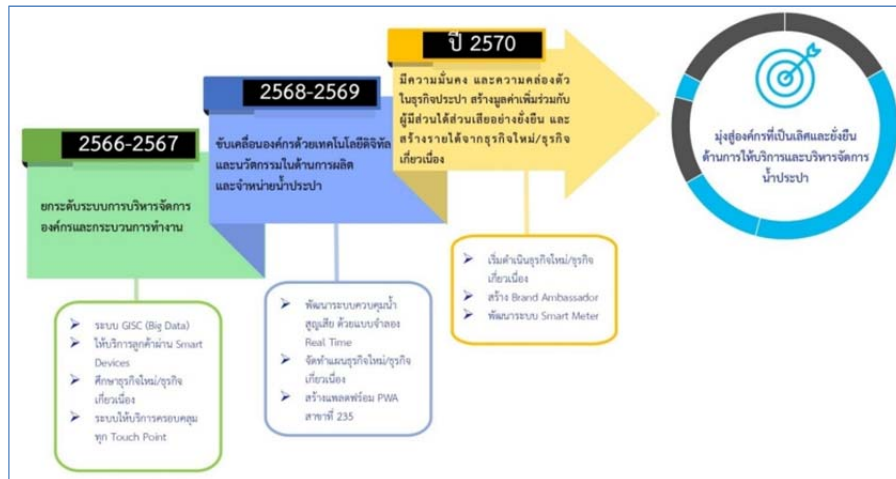 2566-2567
ยกระดับระบบการบริหารจัดการ
องค์กรและกระบวนการทำงาน
ระบบ GISC (Big Data)
ให้บริการลูกค้าผ่าน Smart
Devices
ศึกษาธุรกิจใหม่/ธุรกิจ
เกี่ยวเนื่อง
ระบบให้บริการครอบคลุม
ทุก Touch Point
2568-2569
ขับเคลื่อนองค์กรด้วยเทคโนโลยีดิจิทัล
และนวัตกรรมในด้านการผลิต
และจำหน่ายน้ำประปา
พัฒนาระบบควบคุมน้ำ
สูญเสีย ด้วยแบบจำลอง
Real Time
จัดทำแผนธุรกิจใหม่/ธุรกิจ
เกี่ยวเนื่อง
สร้างแพลตฟอร์ม PWA
สาขาที่ 235
ปี 2570
มีความมั่นคง และความคล่องตัว
ในธุรกิจประปา สร้างมูลค่าเพิ่มร่วมกับ
ผู้มีส่วนได้ส่วนเสียอย่างยั่งยืน และ
สร้างรายได้จากธุรกิจใหม่/ธุรกิจ
เกี่ยวเนื่อง
เริ่มดำเนินธุรกิจใหม่/ธุรกิจ
เกี่ยวเนื่อง
สร้าง Brand Ambassador
พัฒนาระบบ Smart Meter
มุ่งสู่องค์กรที่เป็นเลิศและยั่งยืน
ด้านการให้บริการและบริหารจัดการ
น้ำประปา